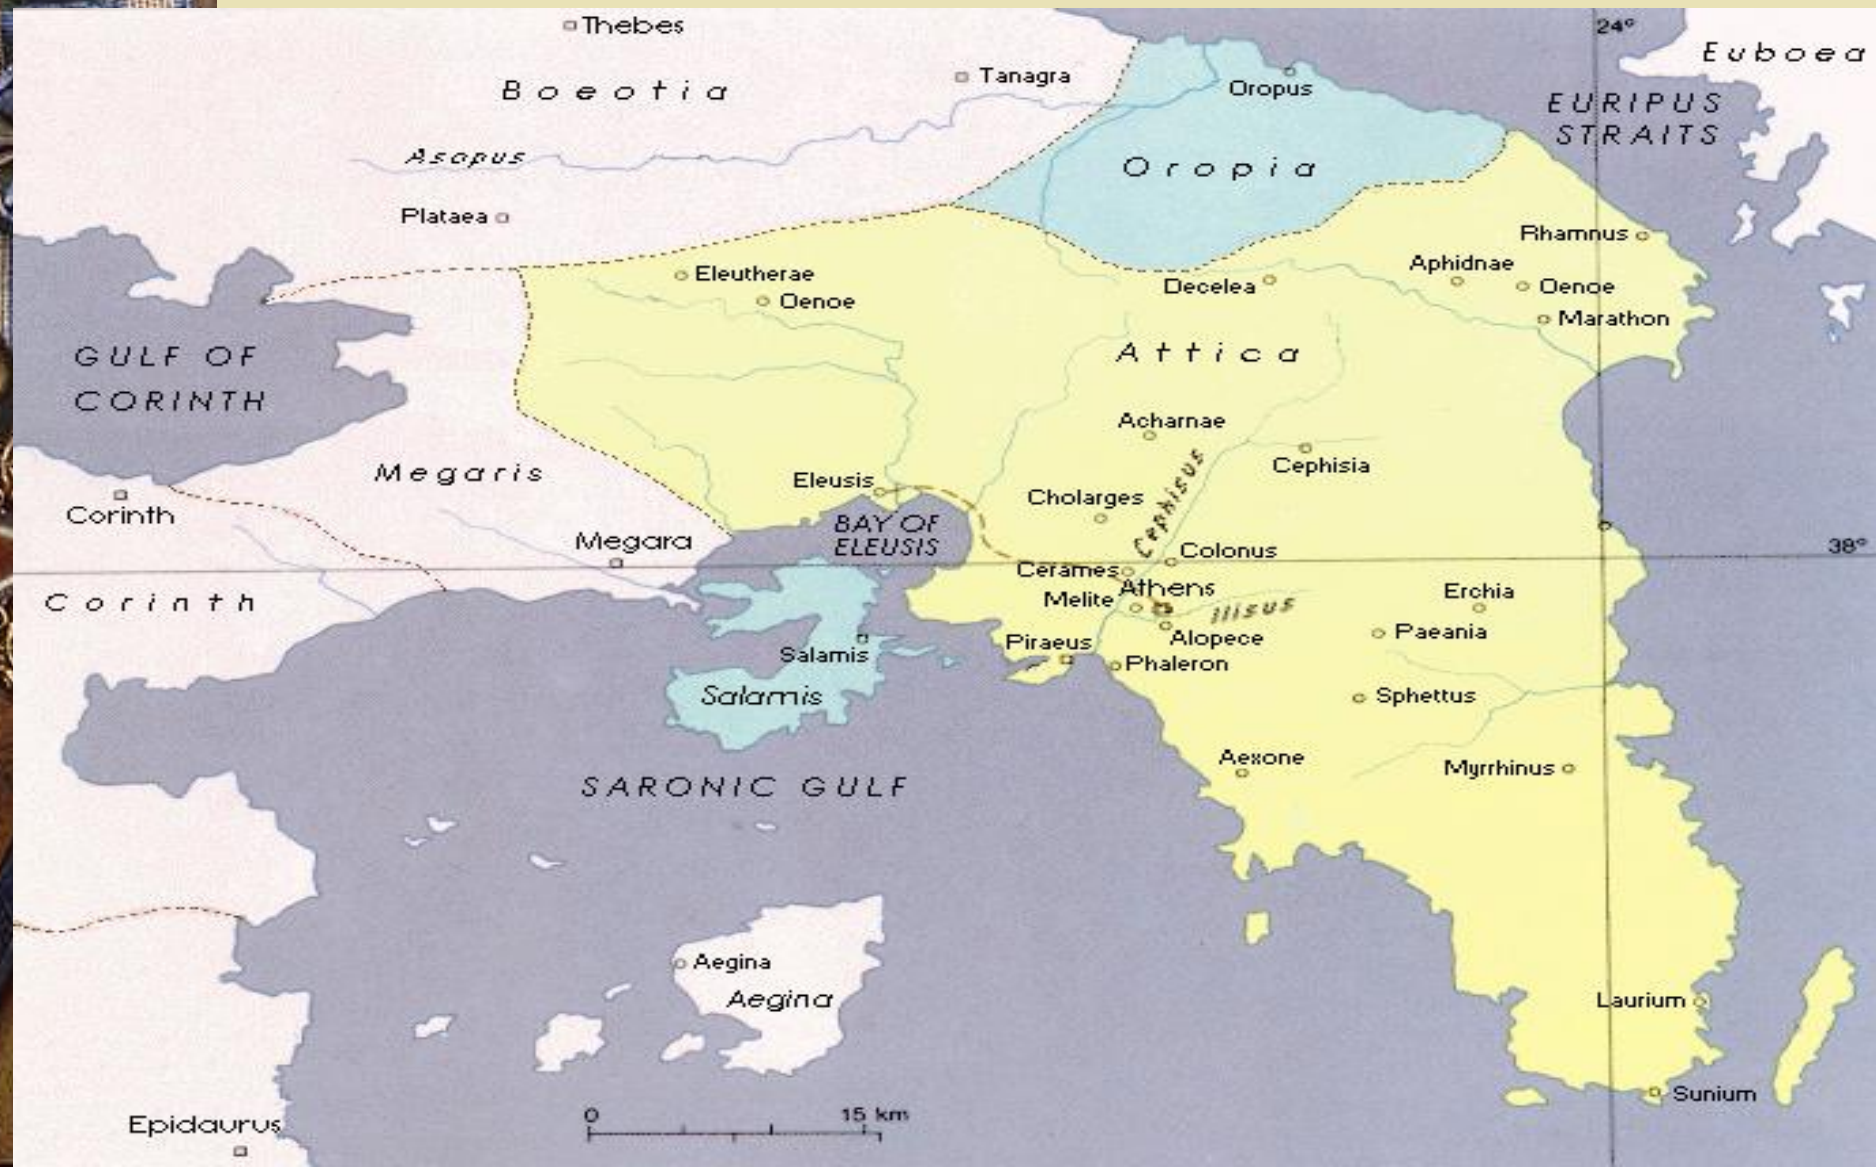 Thebes
24°
Euboea
Boeotia
Tanagra
Oropus
EURIPUS
STRAITS
Asopus
Oropia
Plataea
Rhamnus
Eleutherae
Aphidnae
Oenoe
Decelea
Oenoe
Marathon
GULF OF
CORINTH
Attica
Acharnae
Megaris
Cephisia
Eleusis
Cholarges
Cephisus
Corinth
BAY OF
ELEUSIS
Megara
Colonus
38°
Cerames
Athens
Corinth
Melite
Ilisus
Erchia
Piraeus
Alopece
Paeania
Salamis
Phaleron
Salamis
Sphettus
SARONIC GULF
Aexone
Myrrhinus
Aegina
Aegina
Laurium
Sunium
0
15 km
Epidaurus